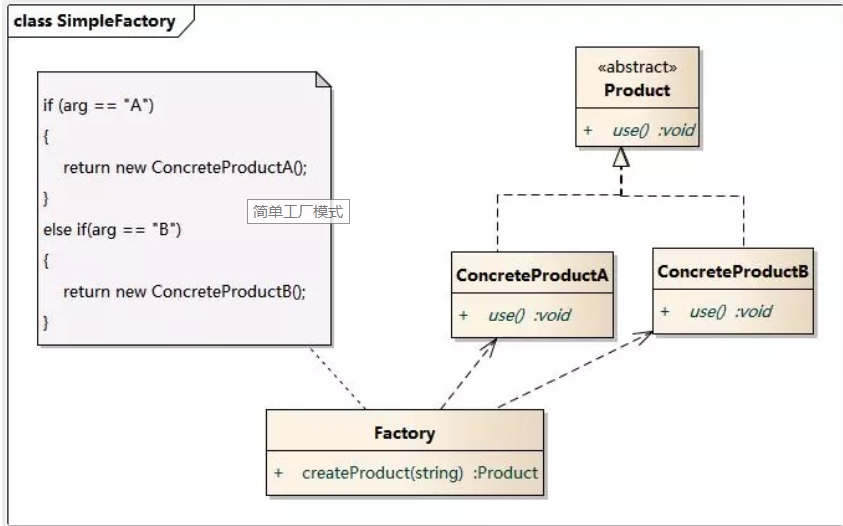 class SimpleFactory
if (arg == "A")
{
return new ConcreteProductA();
}
else if(arg == "B")
{
return new ConcreteProductB();
}
简单工厂模式
«abstract»
Product
+ use() :void
ConcreteProductA
+ use() :void
ConcreteProductB
+ use() :void
Factory
+ createProduct(string) :Product